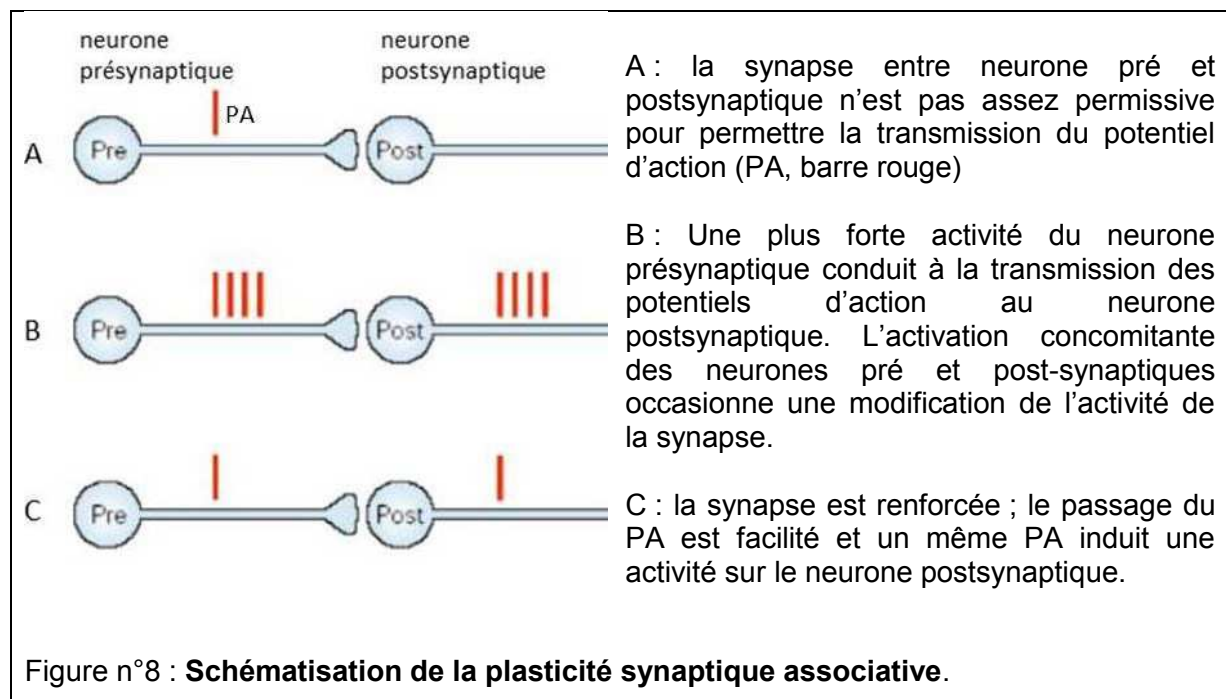 neurone
présynaptique
neurone
postsynaptique
PA
A
Pre
Post
B
Pre
Post
C
Pre
Post
A : la synapse entre neurone pré et
postsynaptique n’est pas assez permissive
pour permettre la transmission du potentiel
d’action (PA, barre rouge)
B : Une plus forte activité du neurone
présynaptique conduit à la transmission des
potentiels d’action au neurone
postsynaptique. L’activation concomitante
des neurones pré et post-synaptiques
occasionne une modification de l’activité de
la synapse.
C : la synapse est renforcée ; le passage du
PA est facilité et un même PA induit une
activité sur le neurone postsynaptique.
Figure n°8 : Schématisation de la plasticité synaptique associative.